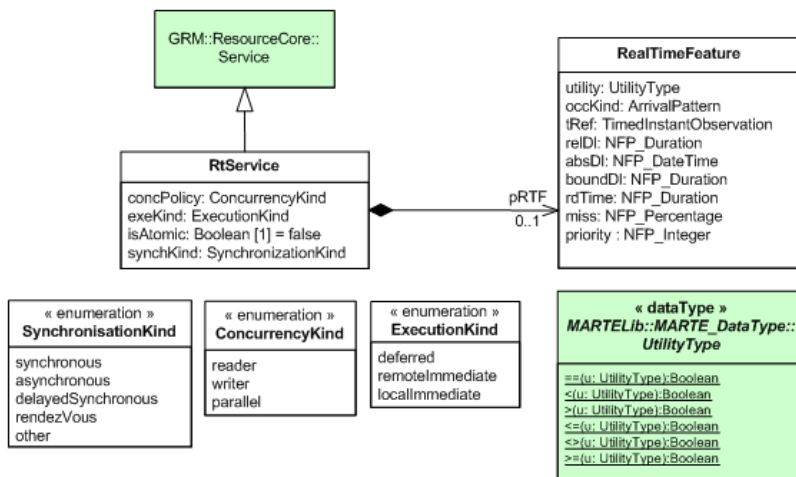 GRM::ResourceCore::
Service
RtService
concPolicy: ConcurrencyKind
exeKind: ExecutionKind
isAtomic: Boolean [1] = false
synchKind: SynchronizationKind
pRTF
0..1
RealTimeFeature
utility: UtilityType
occKind: ArrivalPattern
tRef: TimedInstantObservation
relDl: NFP_Duration
absDl: NFP_DateTime
boundDl: NFP_Duration
rdTime: NFP_Duration
miss: NFP_Percentage
priority : NFP_Integer
« enumeration »
SynchronisationKind
synchronous
asynchronous
delayedSynchronous
rendezVous
other
« enumeration »
ConcurrencyKind
reader
writer
parallel
« enumeration »
ExecutionKind
deferred
remoteImmediate
localImmediate
« dataType »
MARTELib::MARTE_DataType::
UtilityType
==(u: UtilityType):Boolean
<(u: UtilityType):Boolean
>(u: UtilityType):Boolean
<=(u: UtilityType):Boolean
<>(u: UtilityType):Boolean
>=(u: UtilityType):Boolean